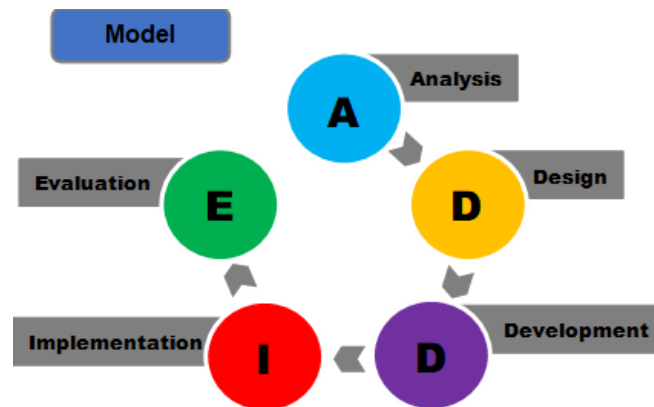 Model
Analysis
A
Design
D
Development
D
Implementation
I
Evaluation
E